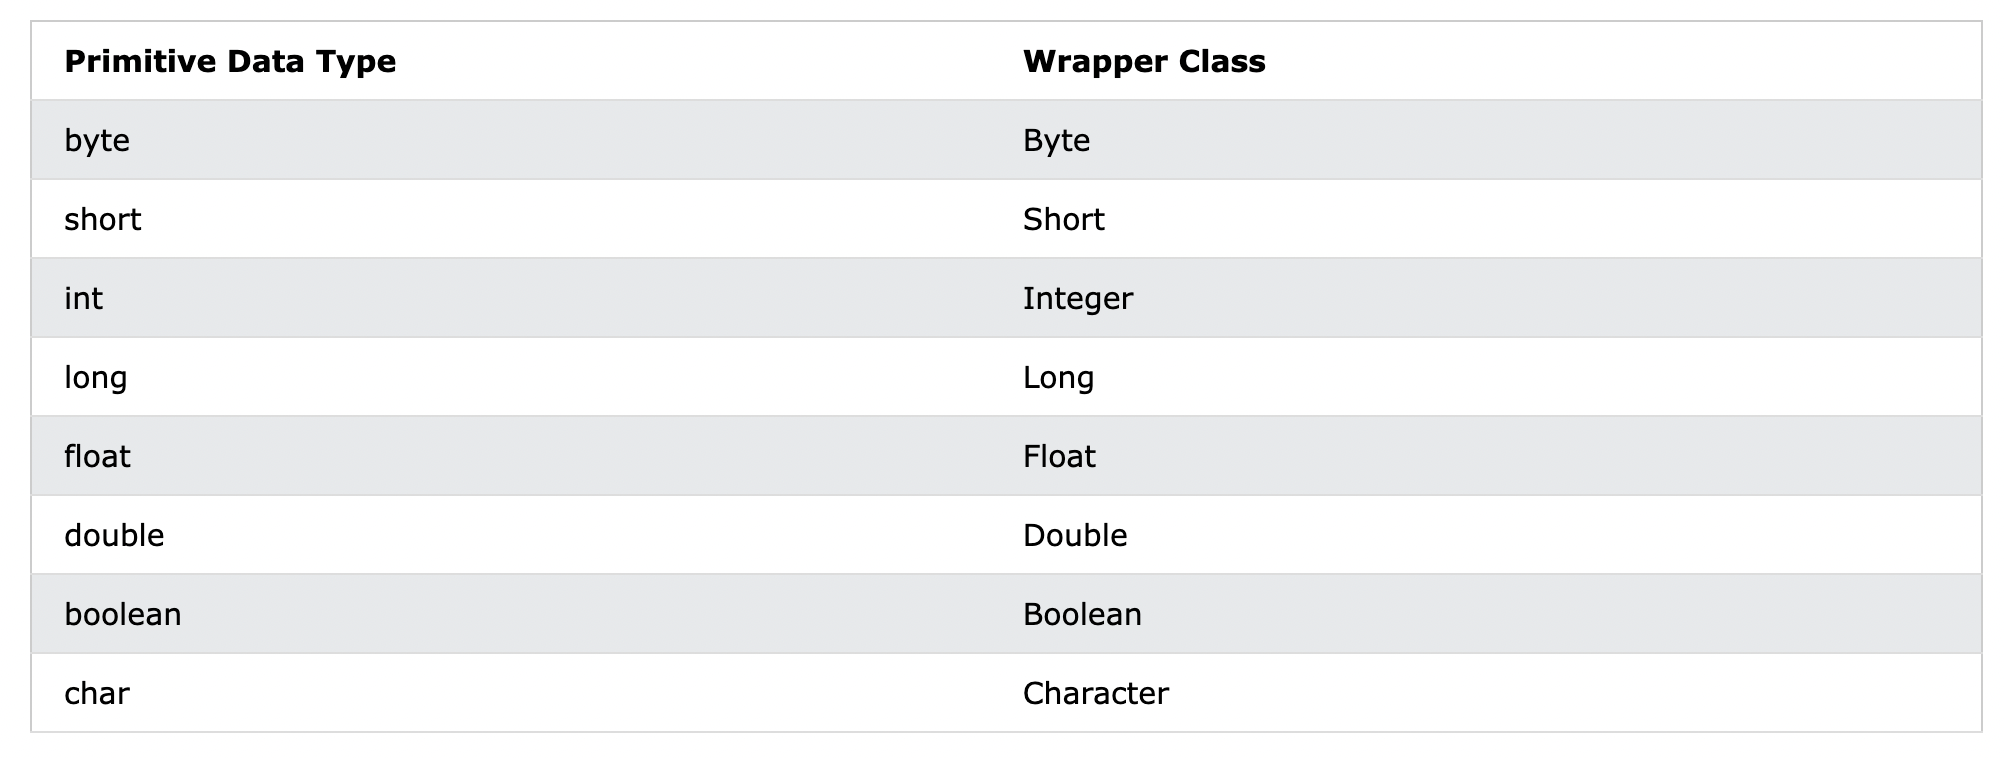 Primitive Data Type Wrapper Class
byte Byte
short Short
int Integer
long Long
float Float
double Double
boolean Boolean
char Character